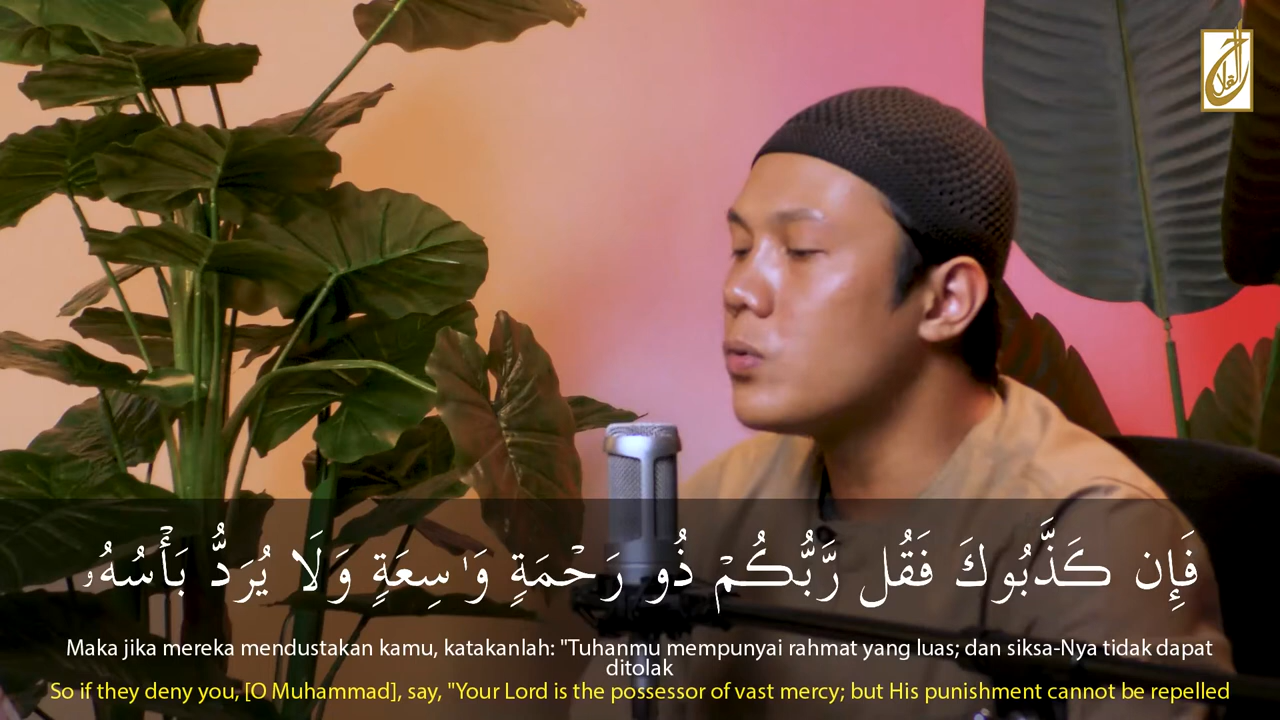 فَإِن كَذَّبُوكَ فَقُل رَّبُّكُمْ ذُو رَحْمَةٍ وَٰسِعَةٍ وَلَا يُرَدُّ بَأْسُهُۥ
Maka jika mereka mendustakan kamu, katakanlah: "Tuhanmu mempunyai rahmat yang luas; dan siksa-Nya tidak dapat
ditolak
So if they deny you, [O Muhammad], say, "Your Lord is the possessor of vast mercy; but His punishment cannot be repelled